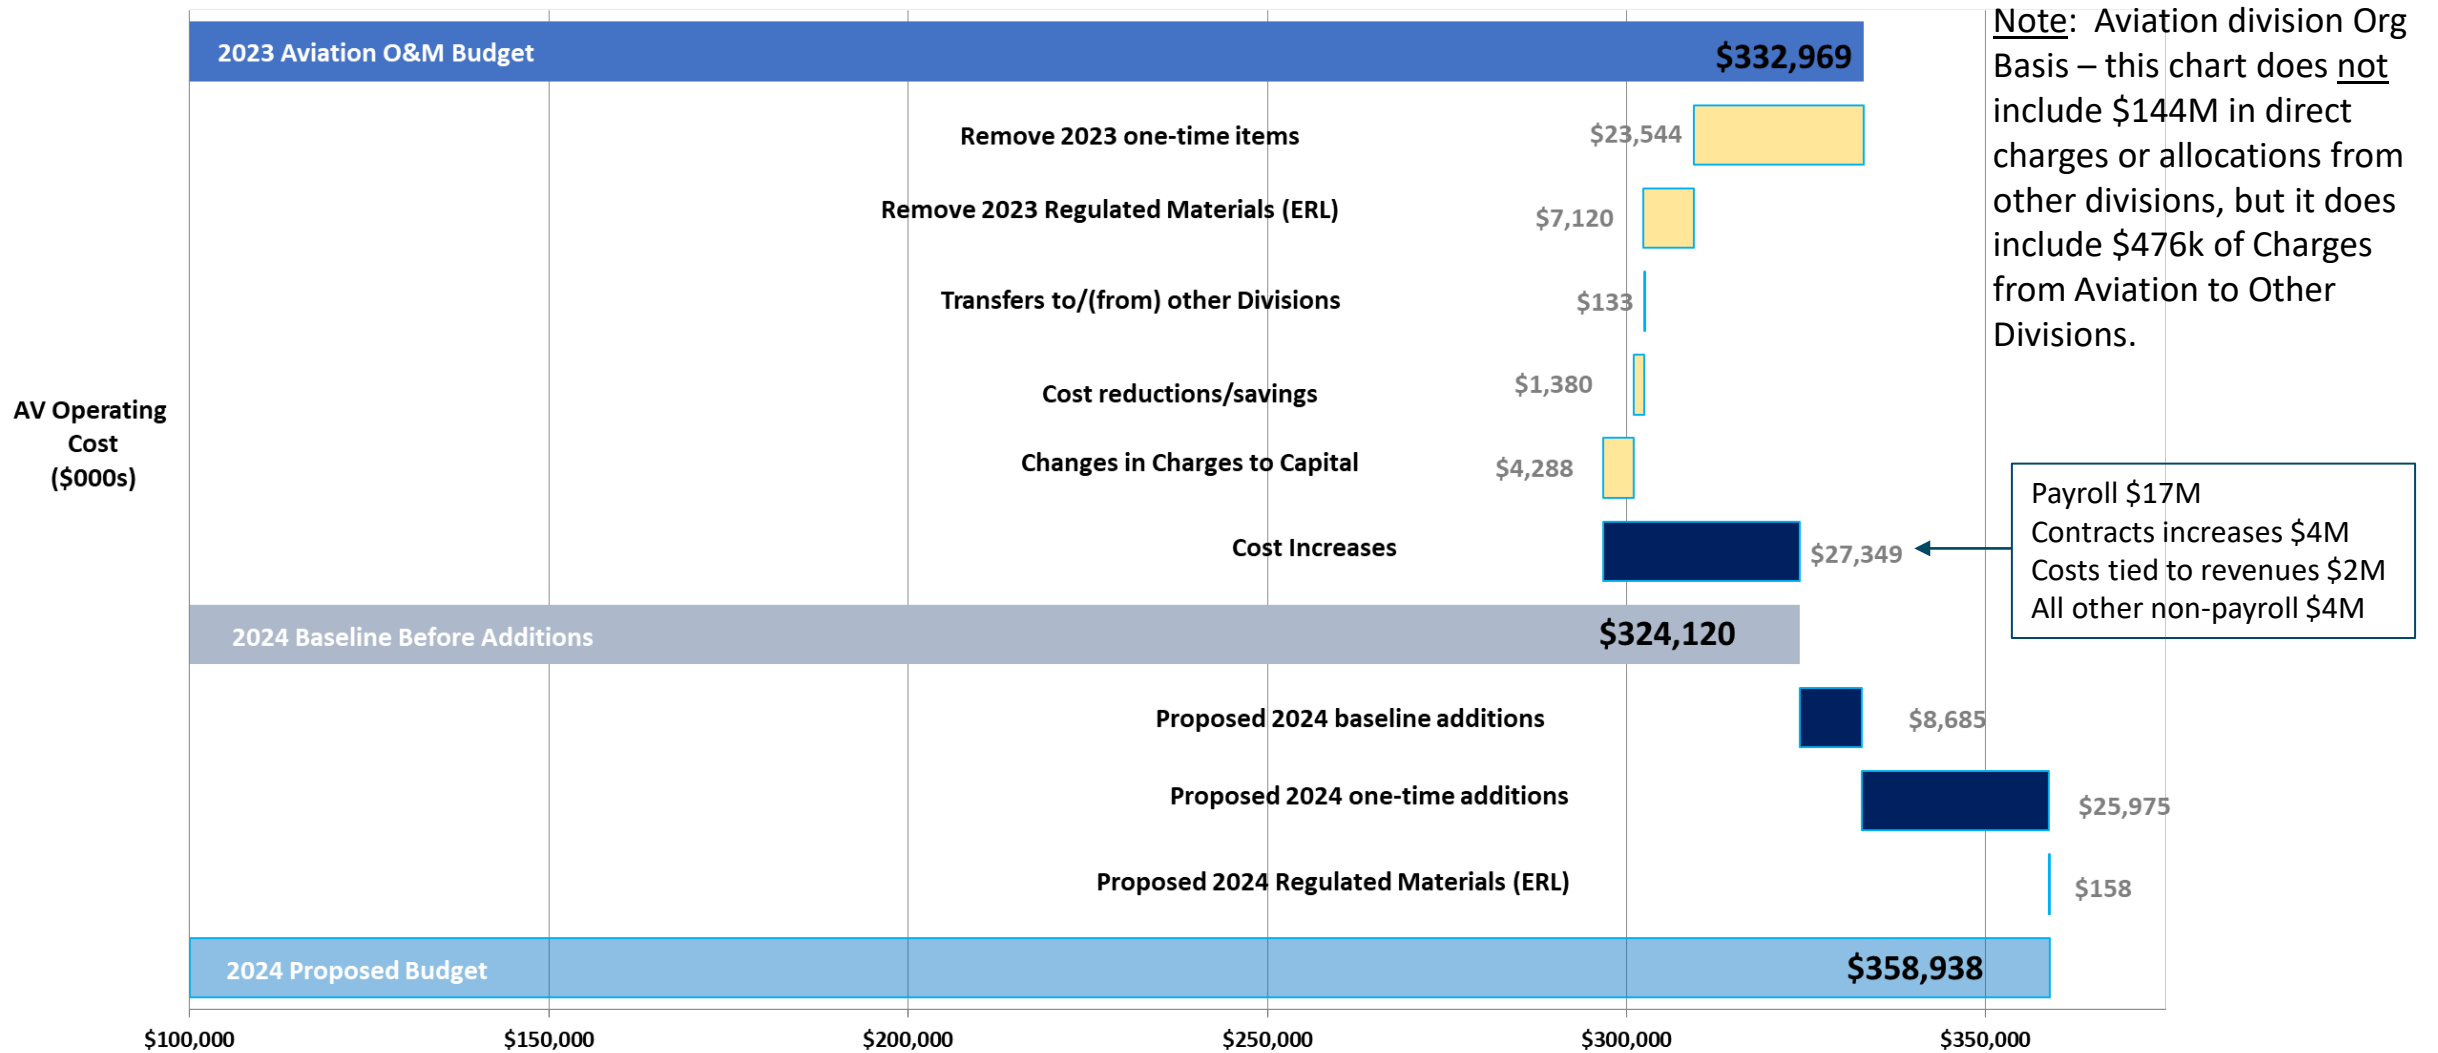 2023 Aviation O&M Budget
$332,969
Note:  Aviation division Org
Basis – this chart does not
include $144M in direct
charges or allocations from
other divisions, but it does
include $476k of Charges
from Aviation to Other
Divisions.
Remove 2023 one-time items
$23,544
Remove 2023 Regulated Materials (ERL)
$7,120
Transfers to/(from) other Divisions
$133
Cost reductions/savings
$1,380
AV Operating
Cost
($000s)
Changes in Charges to Capital
$4,288
Cost Increases
$27,349
Payroll $17M
Contracts increases $4M
Costs tied to revenues $2M
All other non-payroll $4M
2024 Baseline Before Additions
$324,120
Proposed 2024 baseline additions
$8,685
Proposed 2024 one-time additions
$25,975
Proposed 2024 Regulated Materials (ERL)
$158
2024 Proposed Budget
$358,938
$100,000
$150,000
$200,000
$250,000
$300,000
$350,000